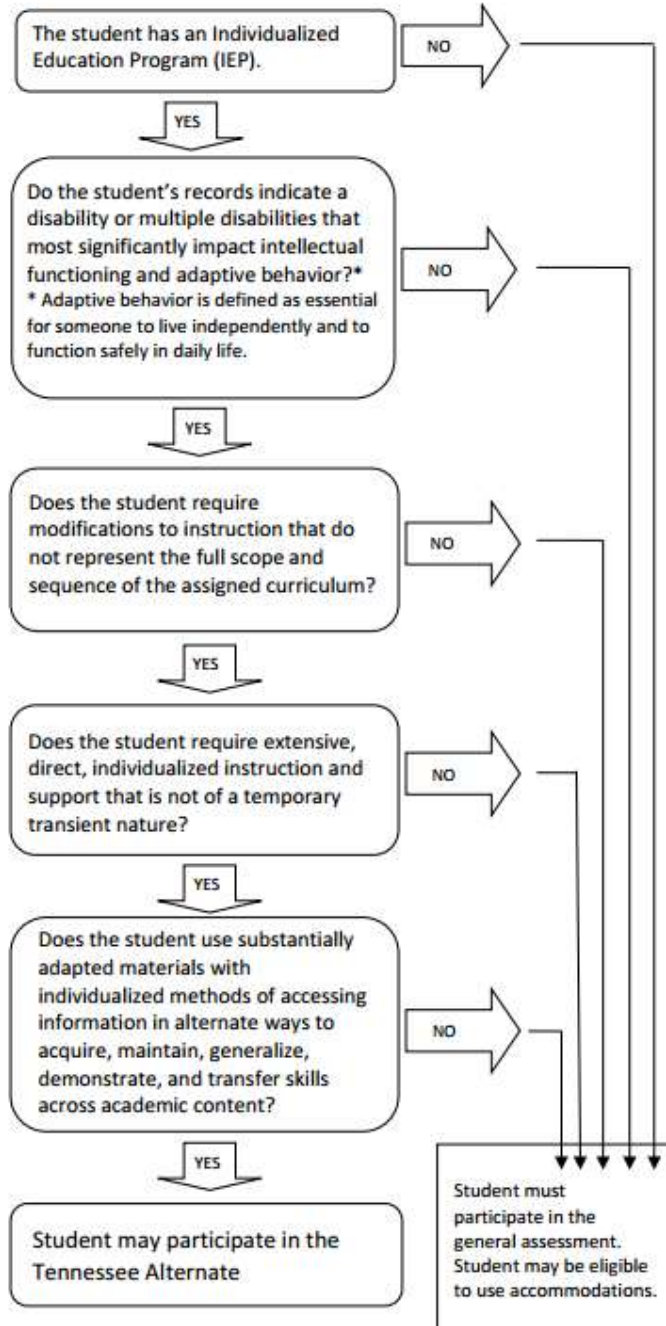 The student has an Individualized
Education Program (IEP).
NO
YES
Do the student's records indicate a
disability or multiple disabilities that
most significantly impact intellectual
functioning and adaptive behavior?*
* Adaptive behavior is defined as essential
for someone to live independently and to
function safely in daily life.
NO
YES
Does the student require
modifications to instruction that do
not represent the full scope and
sequence of the assigned curriculum?
NO
YES
Does the student require extensive,
direct, individualized instruction and
support that is not of a temporary
transient nature?
NO
YES
Does the student use substantially
adapted materials with
individualized methods of accessing
information in alternate ways to
acquire, maintain, generalize,
demonstrate, and transfer skills
across academic content?
NO
YES
Student may participate in the
Tennessee Alternate
Student must
participate in the
general assessment.
Student may be eligible
to use accommodations.